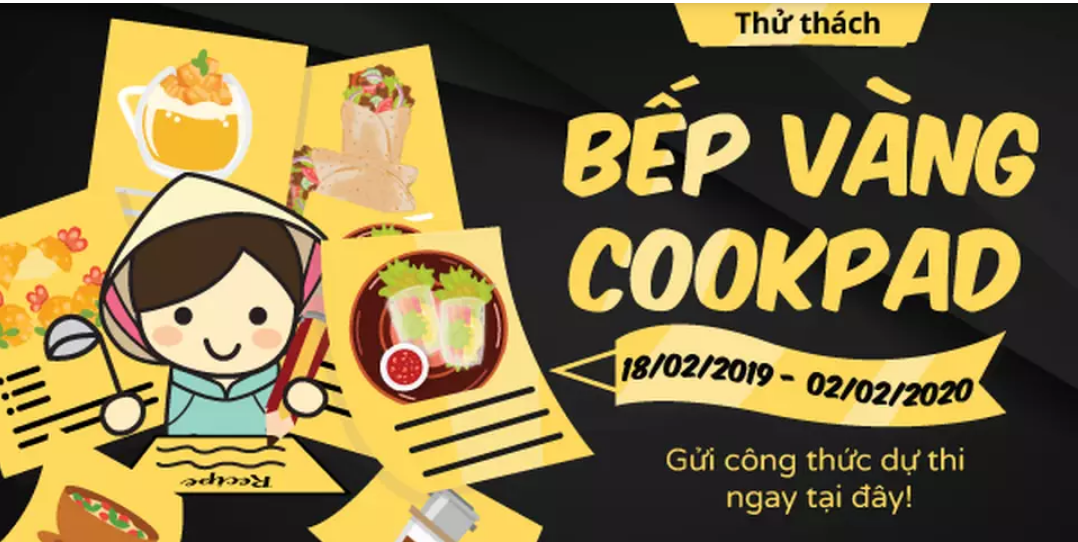 Thử thách
BẾP VÀNG
COOKPAD
18/02/2019 - 02/02/2020
Gửi công thức dự thi
ngay tại đây!
Recipe